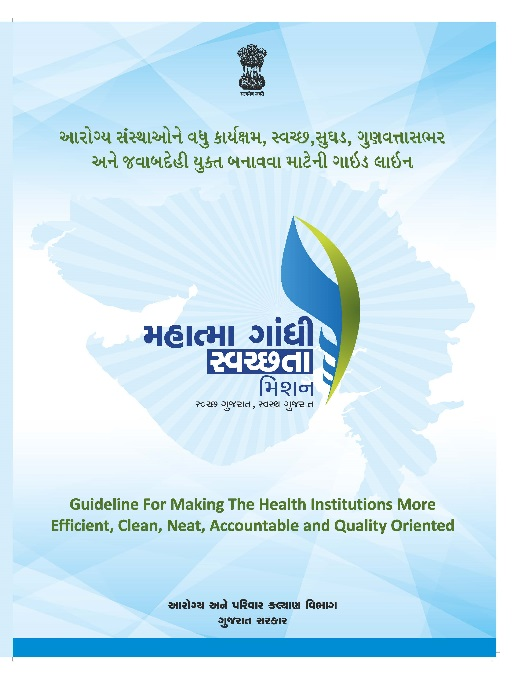 આરોગ્ય સંસ્થાઓને વધુ કાર્યક્ષમ, સ્વચ્છ,સુઘડ, ગુણવત્તાસભર
અને જવાબદેહી યુક્ત બનાવવા માટેની ગાઇડ લાઇન
મહાત્મા ગાંધી
સ્વચ્છતા
મિશન
સ્વચ્છ ગુજરાત, સ્વસ્થ ગુજરાત
Guideline For Making The Health Institutions More
Efficient, Clean, Neat, Accountable and Quality Oriented
આરોગ્ય અને પરિવાર કલ્યાણ વિભાગ
ગુજરાત સરકાર